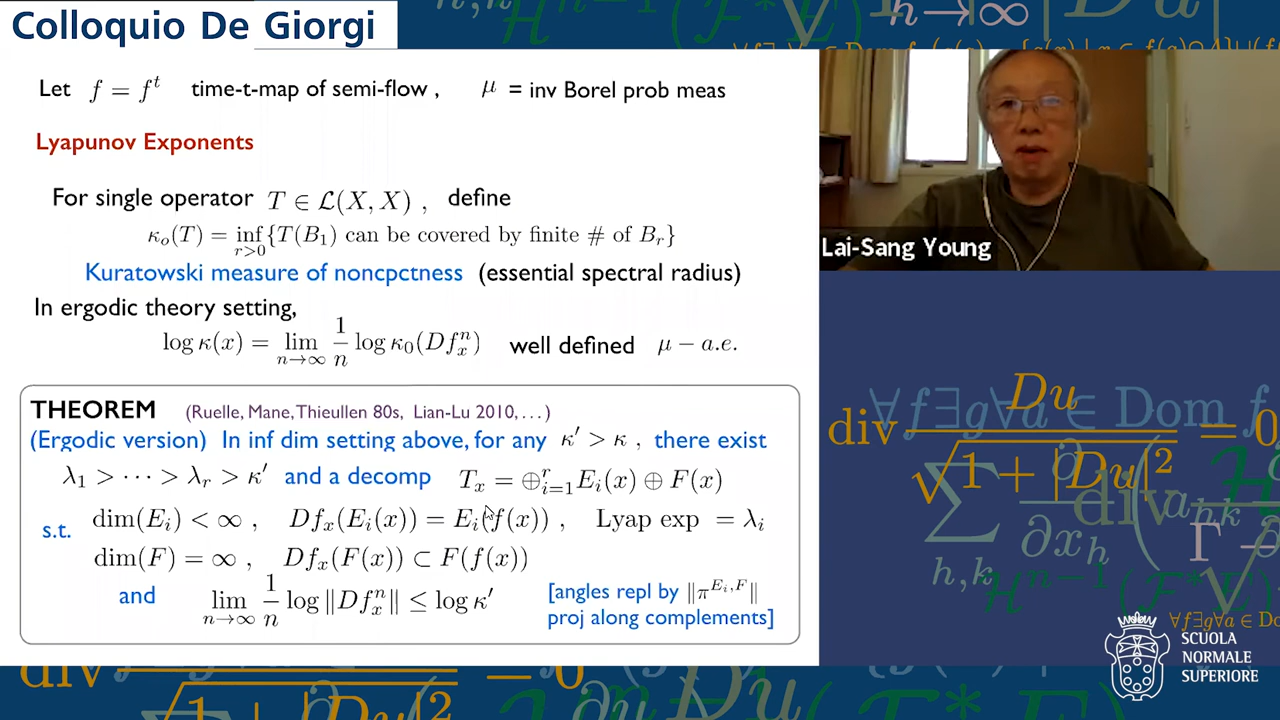 Colloquio De Giorgi
Let f = f^t time-t-map of semi-flow , μ = inv Borel prob meas
Lyapunov Exponents
For single operator T ∈ L(X, X) , define
κ_o(T) = inf_{r>0} {T(B_1) can be covered by finite # of B_r}
Kuratowski measure of noncpctness (essential spectral radius)
In ergodic theory setting,
log κ(x) = lim_{n→∞} 1/n log κ_0(Df^n_x) well defined μ − a.e.
THEOREM (Ruelle, Mane, Thieullen 80s, Lian-Lu 2010, . . . )
(Ergodic version) In inf dim setting above, for any κ′ > κ , there exist
λ_1 > · · · > λ_r > κ′ and a decomp T_x = ⊕^r_{i=1} E_i(x) ⊕ F(x)
s.t. dim(E_i) < ∞ , Df_x(E_i(x)) = E_i(f(x)) , Lyap exp = λ_i
dim(F) = ∞ , Df_x(F(x)) ⊂ F(f(x))
and lim_{n→∞} 1/n log ‖Df^n_x‖ ≤ log κ′ [angles repl by ‖π^{E_i,F}‖
proj along complements]
Lai-Sang Young
SCUOLA
NORMALE
SUPERIORE